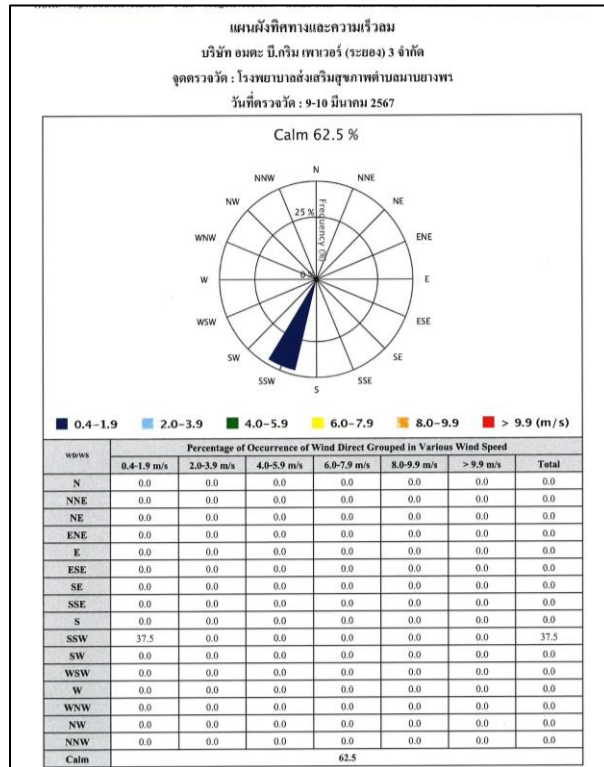 แผนผังทิศทางและความเร็วลม
บริษัท อมตะ บี.กริม เพาเวอร์ (ระยอง) 3 จำกัด
จุดตรวจวัด : โรงพยาบาลส่งเสริมสุขภาพตำบลมาบยางพร
วันที่ตรวจวัด : 9-10 มีนาคม 2567
Calm 62.5 %
N
NNW NNE
NW NE
25 %
Frequency (%)
WNW ENE
W E
WSW ESE
SW SE
SSW SSE
S
0.4-1.9 2.0-3.9 4.0-5.9 6.0-7.9 8.0-9.9 > 9.9 (m/s)
WD/WS Percentage of Occurrence of Wind Direct Grouped in Various Wind Speed
0.4-1.9 m/s 2.0-3.9 m/s 4.0-5.9 m/s 6.0-7.9 m/s 8.0-9.9 m/s > 9.9 m/s Total
N 0.0 0.0 0.0 0.0 0.0 0.0 0.0
NNE 0.0 0.0 0.0 0.0 0.0 0.0 0.0
NE 0.0 0.0 0.0 0.0 0.0 0.0 0.0
ENE 0.0 0.0 0.0 0.0 0.0 0.0 0.0
E 0.0 0.0 0.0 0.0 0.0 0.0 0.0
ESE 0.0 0.0 0.0 0.0 0.0 0.0 0.0
SE 0.0 0.0 0.0 0.0 0.0 0.0 0.0
SSE 0.0 0.0 0.0 0.0 0.0 0.0 0.0
S 0.0 0.0 0.0 0.0 0.0 0.0 0.0
SSW 37.5 0.0 0.0 0.0 0.0 0.0 37.5
SW 0.0 0.0 0.0 0.0 0.0 0.0 0.0
WSW 0.0 0.0 0.0 0.0 0.0 0.0 0.0
W 0.0 0.0 0.0 0.0 0.0 0.0 0.0
WNW 0.0 0.0 0.0 0.0 0.0 0.0 0.0
NW 0.0 0.0 0.0 0.0 0.0 0.0 0.0
NNW 0.0 0.0 0.0 0.0 0.0 0.0 0.0
Calm 62.5